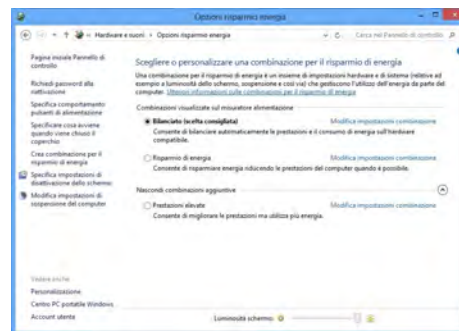 Opzioni risparmio energia
Hardware e suoni › Opzioni risparmio energia
Cerca nel Pannello di controllo
Pagina iniziale Pannello di
controllo
Richiedi password alla
riattivazione
Specifica comportamento
pulsanti di alimentazione
Specificare cosa avviene
quando viene chiuso il
coperchio
Crea combinazione per il
risparmio di energia
Specifica impostazioni di
disattivazione dello schermo
Modifica impostazioni di
sospensione del computer
Scegliere o personalizzare una combinazione per il risparmio di energia
Una combinazione per il risparmio di energia è un insieme di impostazioni hardware e di sistema (relative ad
esempio a luminosità dello schermo, sospensione e così via) che gestiscono l'utilizzo dell'energia da parte del
computer. Ulteriori informazioni sulle combinazioni per il risparmio di energia
Combinazioni visualizzate sul misuratore alimentazione
Bilanciato (scelta consigliata) Modifica impostazioni combinazione
Consente di bilanciare automaticamente le prestazioni e il consumo di energia sull'hardware
compatibile.
Risparmio di energia Modifica impostazioni combinazione
Consente di risparmiare energia riducendo le prestazioni del computer quando è possibile.
Nascondi combinazioni aggiuntive
Prestazioni elevate Modifica impostazioni combinazione
Consente di migliorare le prestazioni ma utilizza più energia.
Vedere anche
Personalizzazione
Centro PC portatile Windows
Account utente
Luminosità schermo: